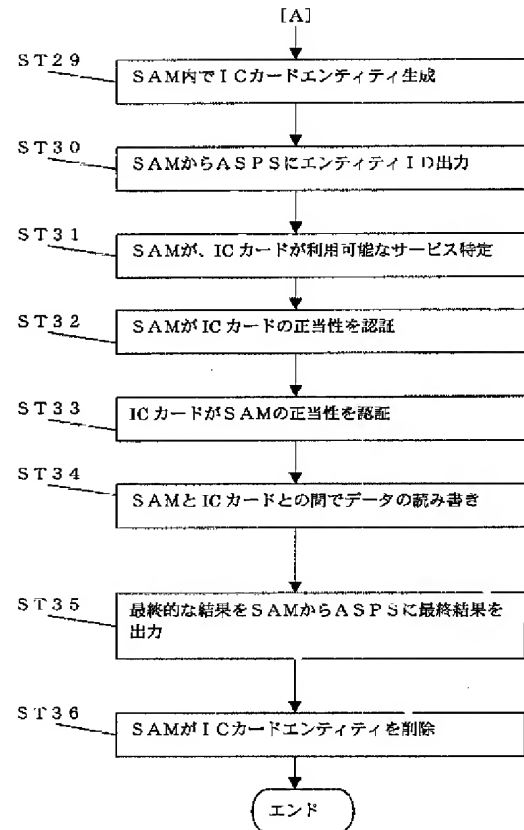 [A]
ST29
SAM内でICカードエンティティ生成
ST30
SAMからASPSにエンティティID出力
ST31
SAMが、ICカードが利用可能なサービス特定
ST32
SAMがICカードの正当性を認証
ST33
ICカードがSAMの正当性を認証
ST34
SAMとICカードとの間でデータの読み書き
ST35
最終的な結果をSAMからASPSに最終結果を
出力
ST36
SAMがICカードエンティティを削除
エンド